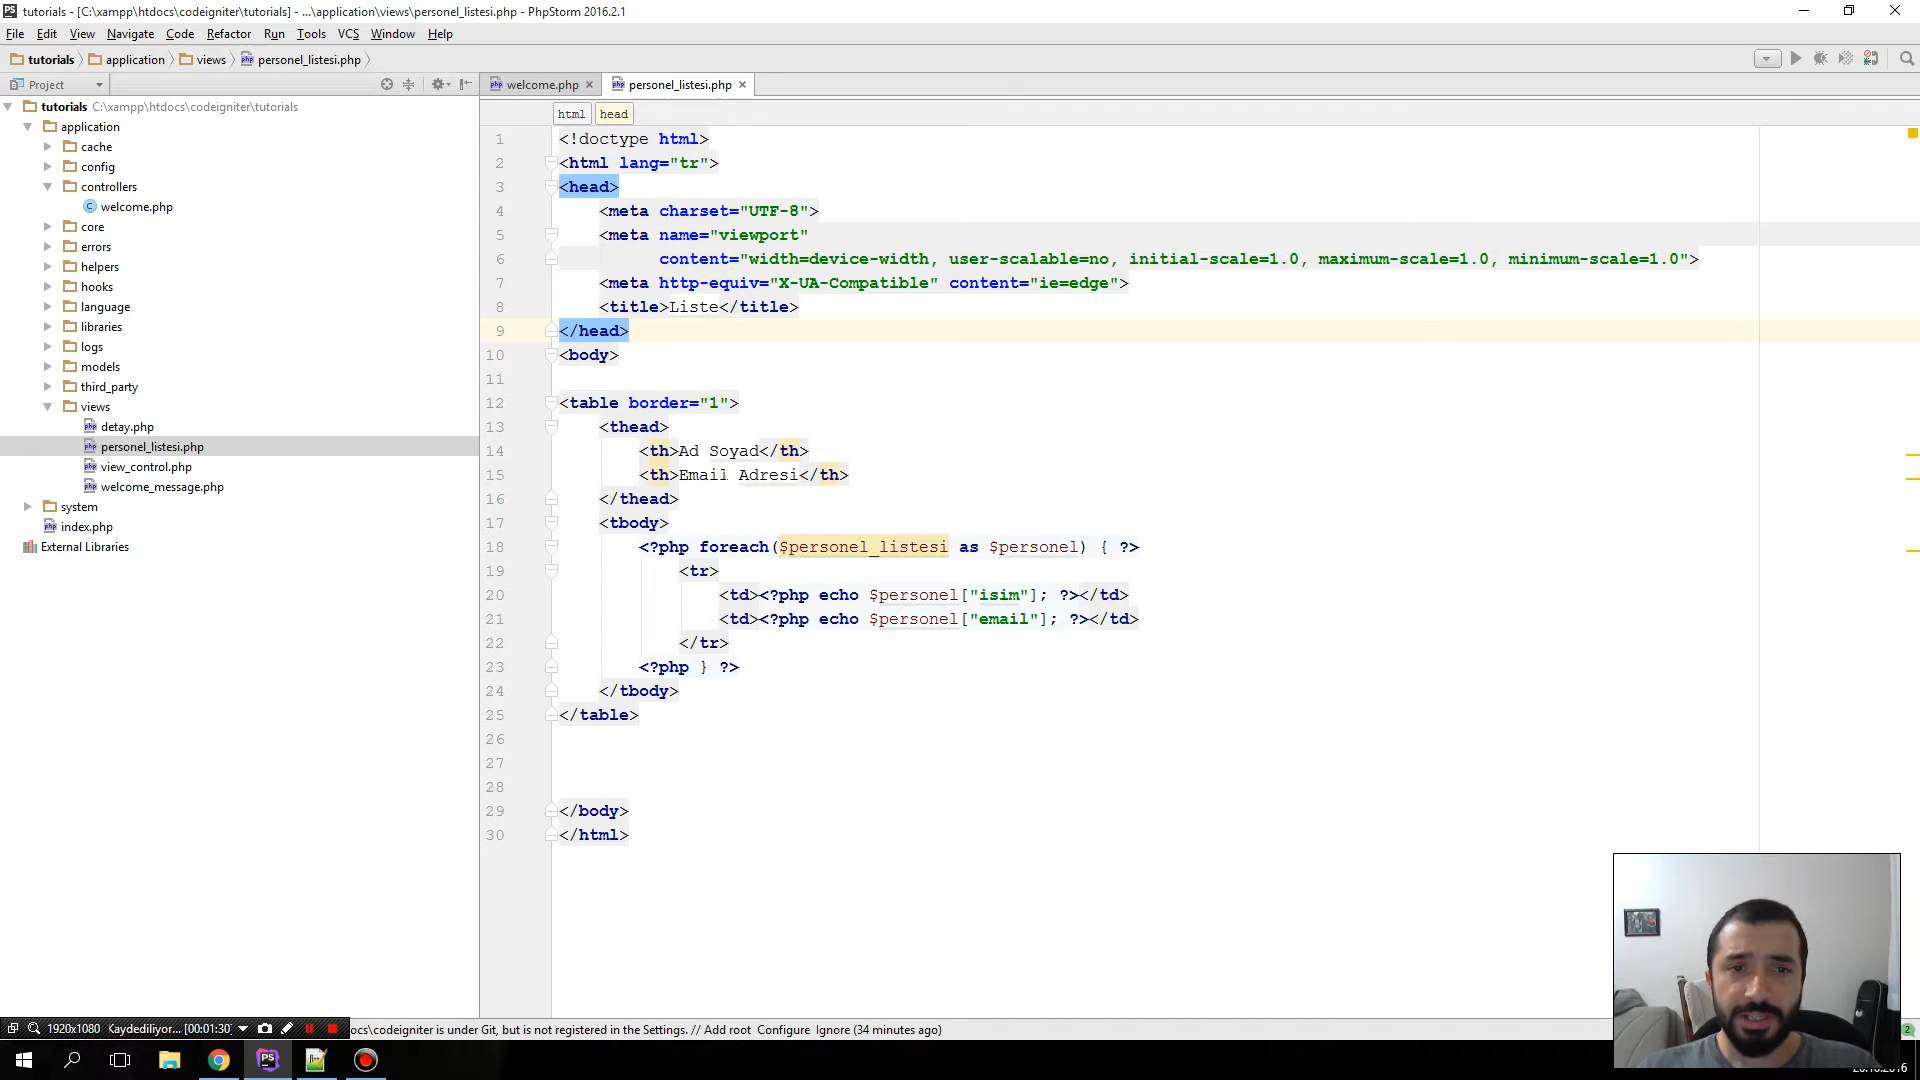 tutorials - [C:\xampp\htdocs\codeigniter\tutorials] - ...\application\views\personel_listesi.php - PhpStorm 2016.2.1
File Edit View Navigate Code Refactor Run Tools VCS Window Help
tutorials application views personel_listesi.php
Project
welcome.php personel_listesi.php
tutorials C:\xampp\htdocs\codeigniter\tutorials
application
cache
config
controllers
welcome.php
core
errors
helpers
hooks
language
libraries
logs
models
third_party
views
detay.php
personel_listesi.php
view_control.php
welcome_message.php
system
index.php
External Libraries
html head
1 <!doctype html>
2 <html lang="tr">
3 <head>
4 <meta charset="UTF-8">
5 <meta name="viewport"
6 content="width=device-width, user-scalable=no, initial-scale=1.0, maximum-scale=1.0, minimum-scale=1.0">
7 <meta http-equiv="X-UA-Compatible" content="ie=edge">
8 <title>Liste</title>
9 </head>
10 <body>
11
12 <table border="1">
13 <thead>
14 <th>Ad Soyad</th>
15 <th>Email Adresi</th>
16 </thead>
17 <tbody>
18 <?php foreach($personel_listesi as $personel) { ?>
19 <tr>
20 <td><?php echo $personel["isim"]; ?></td>
21 <td><?php echo $personel["email"]; ?></td>
22 </tr>
23 <?php } ?>
24 </tbody>
25 </table>
26
27
28
29 </body>
30 </html>
1920x1080 Kaydediliyor... [00:01:30]
ocs\codeigniter is under Git, but is not registered in the Settings. // Add root Configure Ignore (34 minutes ago)
2